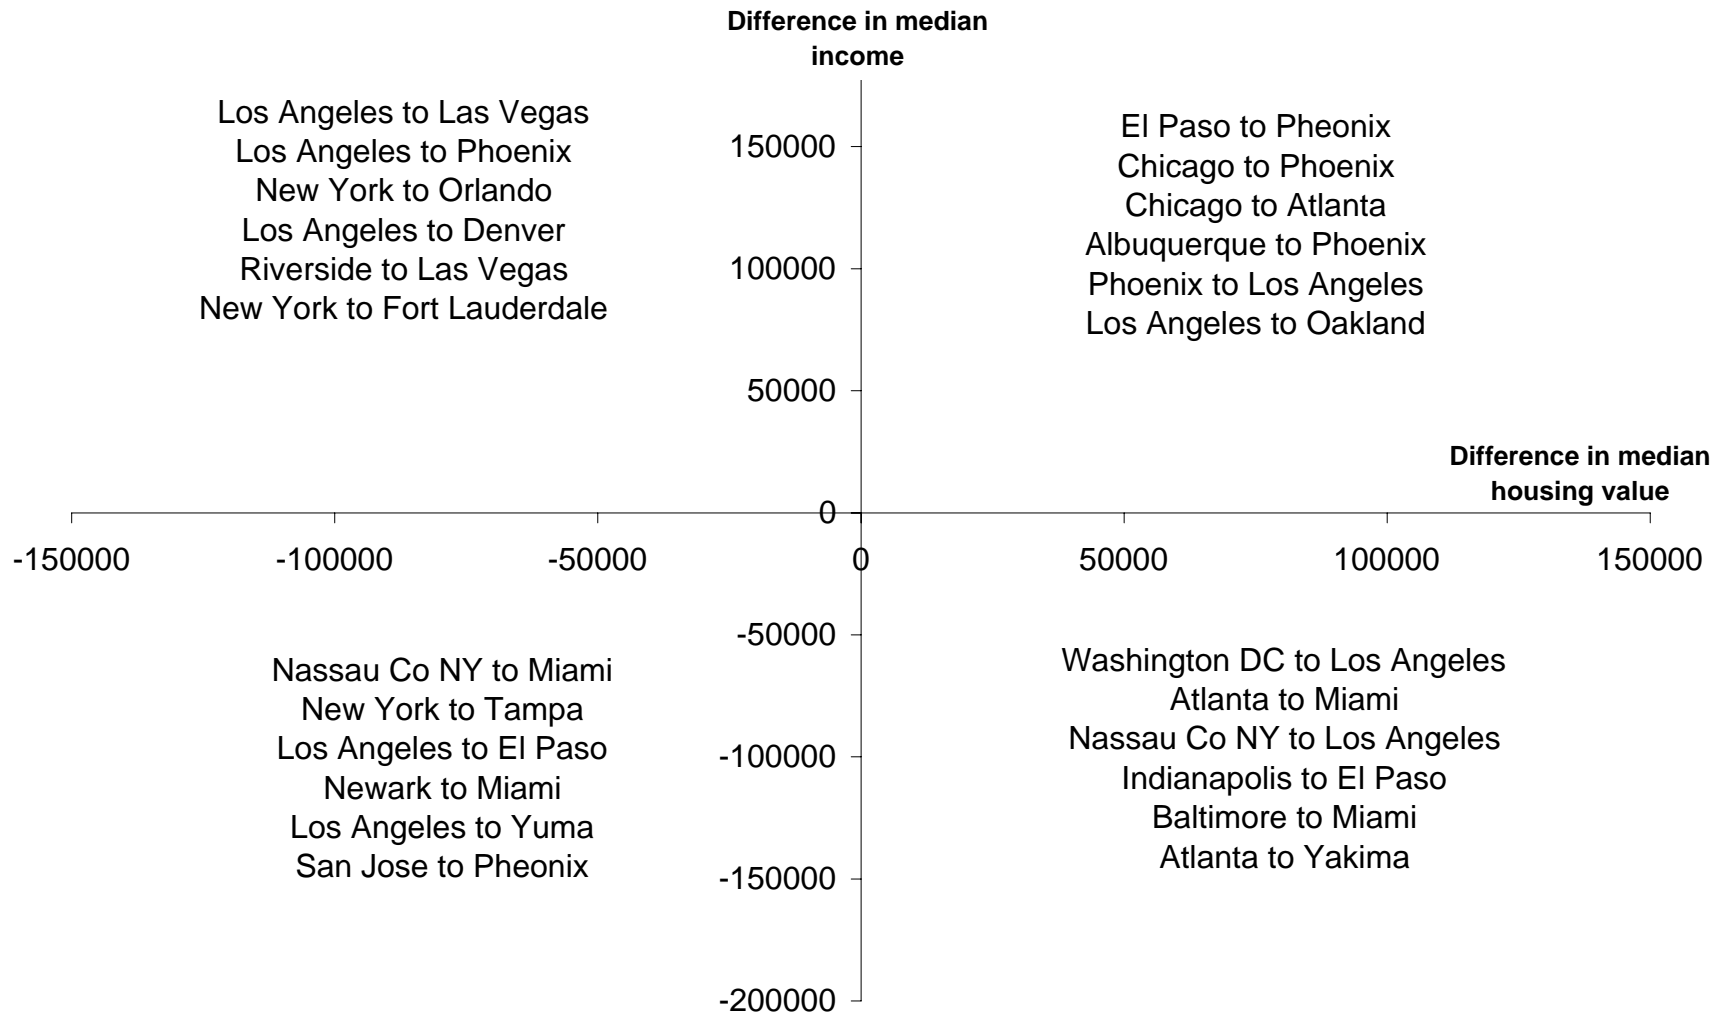 Difference in median
income
Los Angeles to Las Vegas
Los Angeles to Phoenix
New York to Orlando
Los Angeles to Denver
Riverside to Las Vegas
New York to Fort Lauderdale
150000
100000
50000
0
El Paso to Pheonix
Chicago to Phoenix
Chicago to Atlanta
Albuquerque to Phoenix
Phoenix to Los Angeles
Los Angeles to Oakland
Difference in median
housing value
-150000
-100000
-50000
0
50000
100000
150000
Nassau Co NY to Miami
New York to Tampa
Los Angeles to El Paso
Newark to Miami
Los Angeles to Yuma
San Jose to Pheonix
-50000
-100000
-150000
-200000
Washington DC to Los Angeles
Atlanta to Miami
Nassau Co NY to Los Angeles
Indianapolis to El Paso
Baltimore to Miami
Atlanta to Yakima